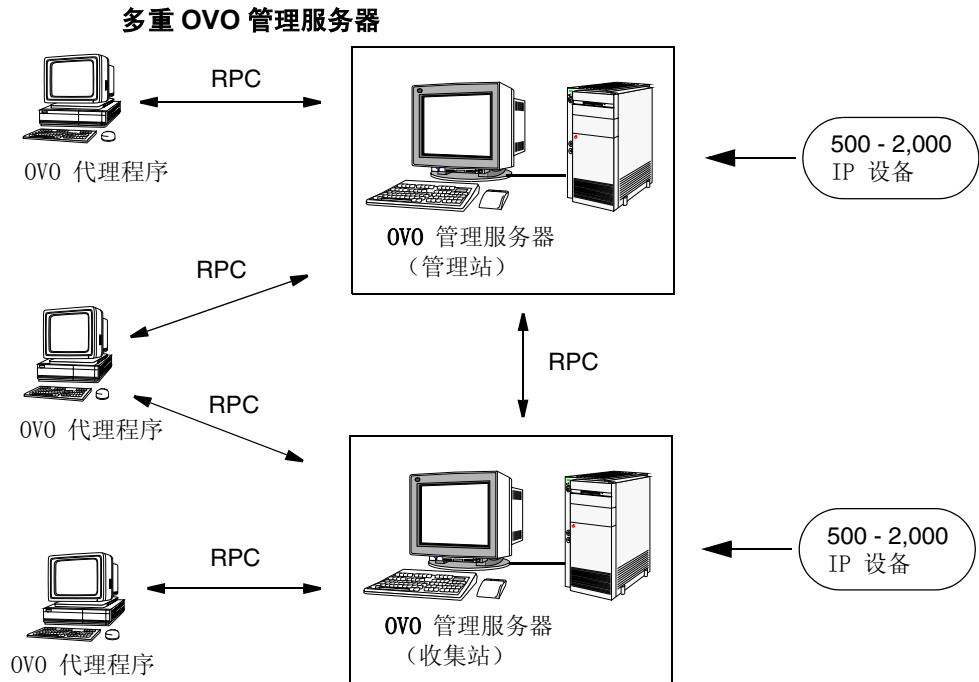 多重 OVO 管理服务器
RPC
OVO 代理程序
OVO 管理服务器
（管理站）
500 - 2,000
IP 设备
RPC
OVO 代理程序
RPC
RPC
RPC
OVO 代理程序
OVO 管理服务器
（收集站）
500 - 2,000
IP 设备